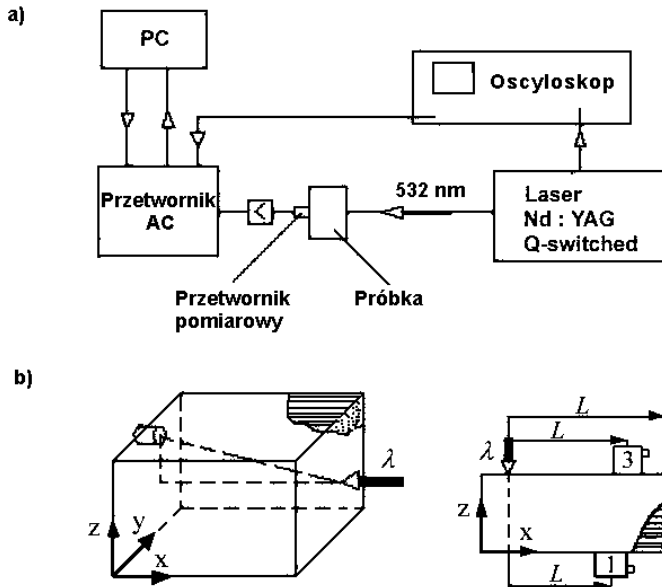 a)
PC
Oscyloskop
Przetwornik
AC
<
532 nm
Laser
Nd : YAG
Q-switched
Przetwornik
pomiarowy
Próbka
b)
λ
z
y
x
L
L
λ
3
z
x
1
L